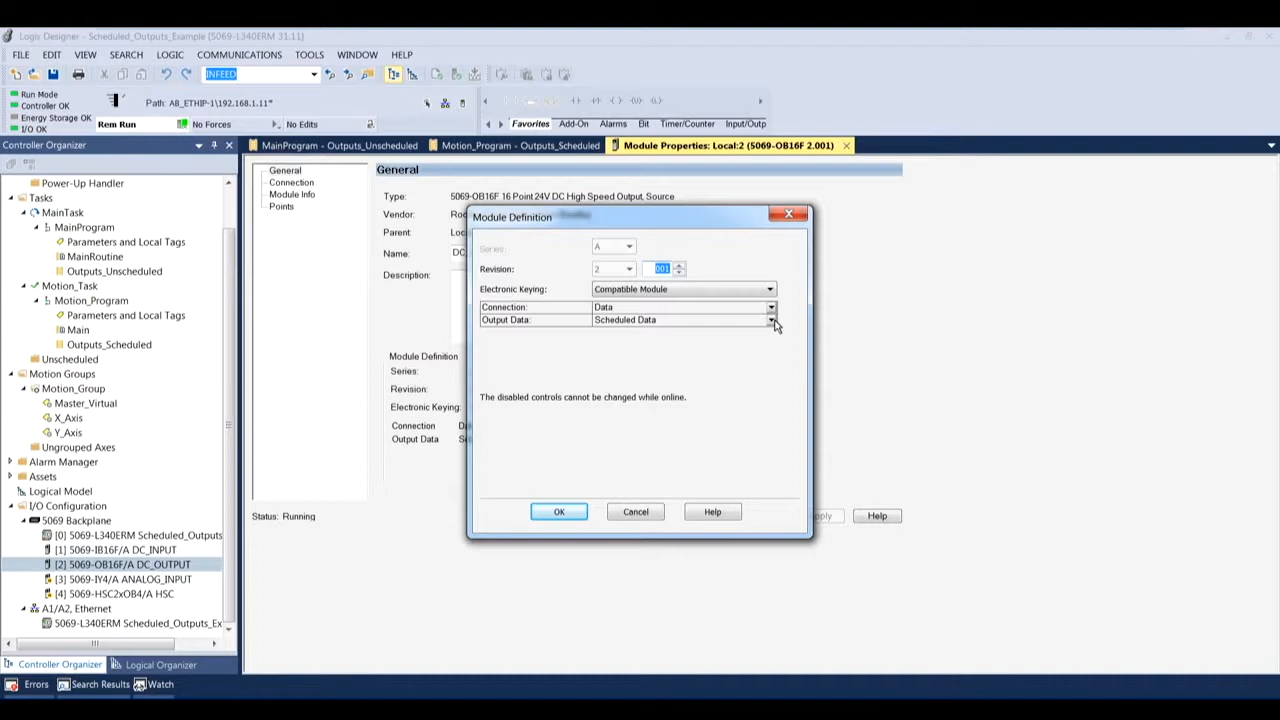 Logix Designer - Scheduled_Outputs_Example [5069-L340ERM 31.11]
FILE EDIT VIEW SEARCH LOGIC COMMUNICATIONS TOOLS WINDOW HELP
INFEED
Run Mode
Controller OK
Energy Storage OK
I/O OK
Path: AB_ETHIP-1\192.168.1.11*
Rem Run No Forces No Edits
Favorites Add-On Alarms Bit Timer/Counter Input/Outp
Controller Organizer
MainProgram - Outputs_Unscheduled Motion_Program - Outputs_Scheduled Module Properties: Local:2 (5069-OB16F 2.001)
Power-Up Handler
Tasks
MainTask
MainProgram
Parameters and Local Tags
MainRoutine
Outputs_Unscheduled
Motion_Task
Motion_Program
Parameters and Local Tags
Main
Outputs_Scheduled
Unscheduled
Motion Groups
Motion_Group
Master_Virtual
X_Axis
Y_Axis
Ungrouped Axes
Alarm Manager
Assets
Logical Model
I/O Configuration
5069 Backplane
[0] 5069-L340ERM Scheduled_Outputs
[1] 5069-IB16F/A DC_INPUT
[2] 5069-OB16F/A DC_OUTPUT
[3] 5069-IY4/A ANALOG_INPUT
[4] 5069-HSC2xOB4/A HSC
A1/A2, Ethernet
5069-L340ERM Scheduled_Outputs_Ex
Controller Organizer Logical Organizer
Errors Search Results Watch
General
Connection
Module Info
Points
General
Type: 5069-OB16F 16 Point 24V DC High Speed Output, Source
Vendor: Roc
Parent: Loc
Name: DC_
Description:
Module Definition
Series:
Revision:
Electronic Keying:
Connection
Output Data
Status: Running
pply Help
Module Definition
Series: A
Revision: 2 001
Electronic Keying: Compatible Module
Connection: Data
Output Data: Scheduled Data
The disabled controls cannot be changed while online.
OK Cancel Help